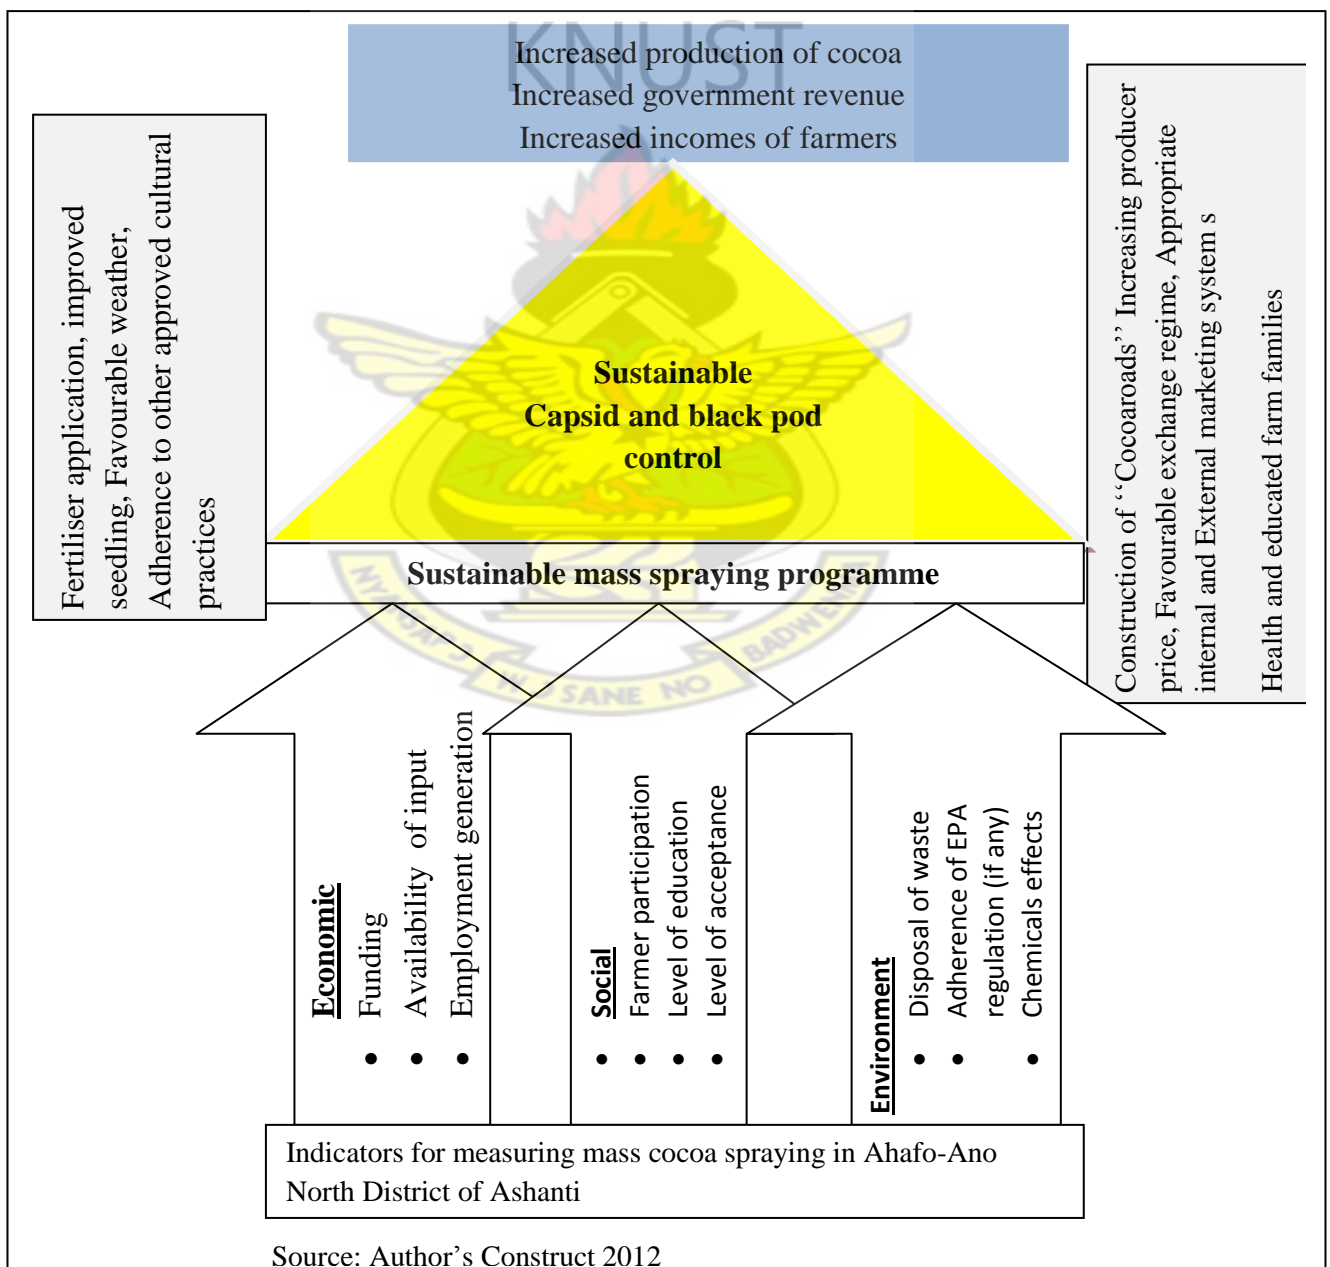 KNUST
Increased production of cocoa
Increased government revenue
Increased incomes of farmers
Fertiliser application, improved
seedling, Favourable weather,
Adherence to other approved cultural
practices
Construction of ‘‘Cocoaroads’’ Increasing producer
price, Favourable exchange regime, Appropriate
internal and External marketing system s
Health and educated farm families
Sustainable
Capsid and black pod
control
Sustainable mass spraying programme
NYANSAPO WOSANE NO BADWENMA
Economic
• Funding
• Availability of input
• Employment generation
• Social
• Farmer participation
• Level of education
• Level of acceptance
Environment
• Disposal of waste
• Adherence of EPA
regulation (if any)
• Chemicals effects
Indicators for measuring mass cocoa spraying in Ahafo-Ano
North District of Ashanti
Source: Author’s Construct 2012